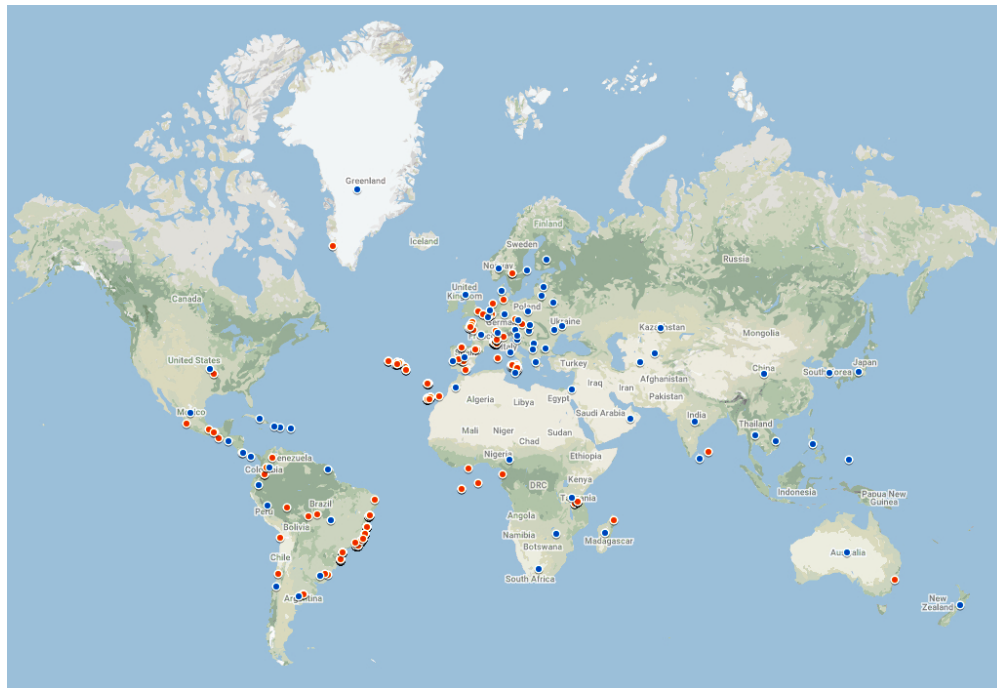 Greenland
Iceland
Finland
Sweden
Russia
United
Kingdom
Poland
Canada
Ukraine
Kazakhstan
Mongolia
Italy
United States
Turkey
China
South Korea
Japan
Afghanistan
Iraq
Iran
Algeria
Libya
Egypt
Pakistan
Mexico
Saudi Arabia
India
Mali
Niger
Sudan
Thailand
Chad
Nigeria
Ethiopia
Venezuela
Colombia
DRC
Kenya
Indonesia
Papua New
Guinea
Tanzania
Brazil
Peru
Angola
Bolivia
Namibia
Madagascar
Botswana
Australia
Chile
South Africa
Argentina
New
Zealand